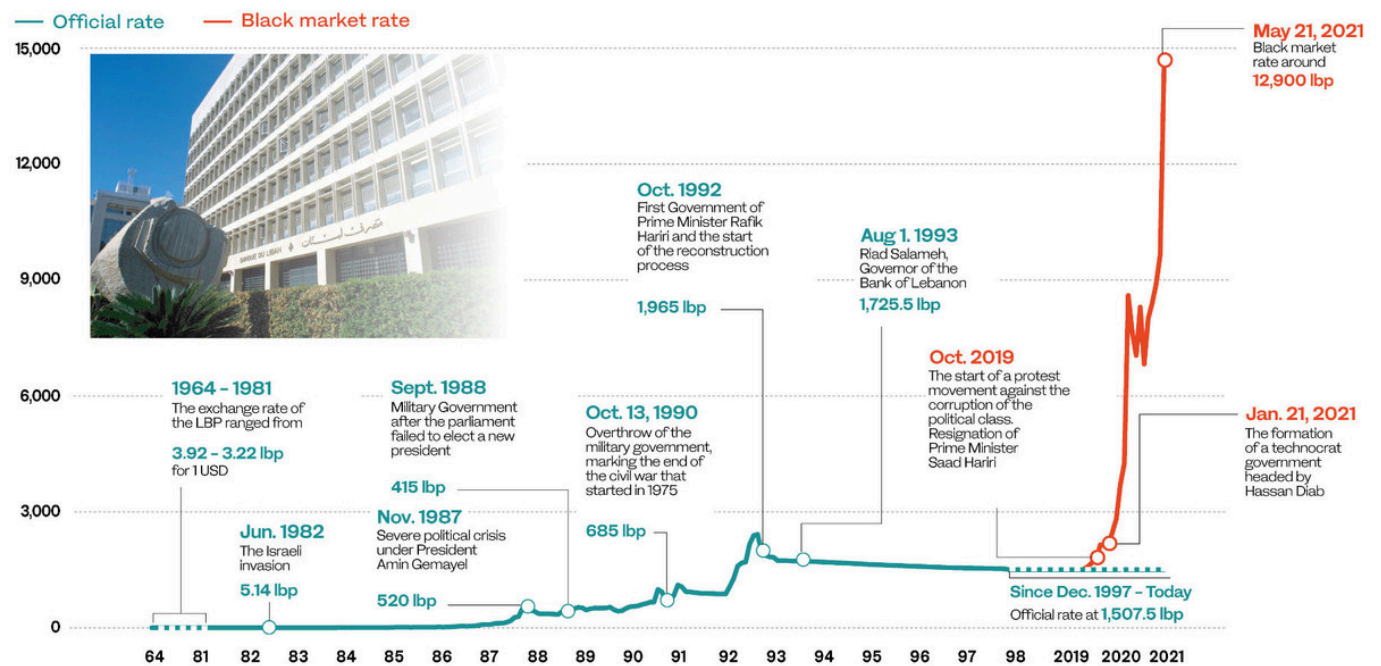 Official rate
Black market rate
15,000
12,000
9,000
6,000
3,000
0
BANQUE DU LIBAN
مصرف لبنان
May 21, 2021
Black market
rate around
12,900 lbp
Oct. 1992
First Government of
Prime Minister Rafik
Hariri and the start
of the reconstruction
process
1,965 lbp
Aug 1. 1993
Riad Salameh,
Governor of the
Bank of Lebanon
1,725.5 lbp
1964 – 1981
The exchange rate of
the LBP ranged from
3.92 – 3.22 lbp
for 1 USD
Sept. 1988
Military Government
after the parliament
failed to elect a new
president
415 lbp
Oct. 13, 1990
Overthrow of the
military government,
marking the end of
the civil war that
started in 1975
685 lbp
Oct. 2019
The start of a protest
movement against the
corruption of the
political class.
Resignation of
Prime Minister
Saad Hariri
Jan. 21, 2021
The formation
of a technocrat
government
headed by
Hassan Diab
Jun. 1982
The Israeli
invasion
5.14 lbp
Nov. 1987
Severe political crisis
under President
Amin Gemayel
520 lbp
Since Dec. 1997 – Today
Official rate at 1,507.5 lbp
64 81 82 83 84 85 86 87 88 89 90 91 92 93 94 95 96 97 98 2019 2020 2021